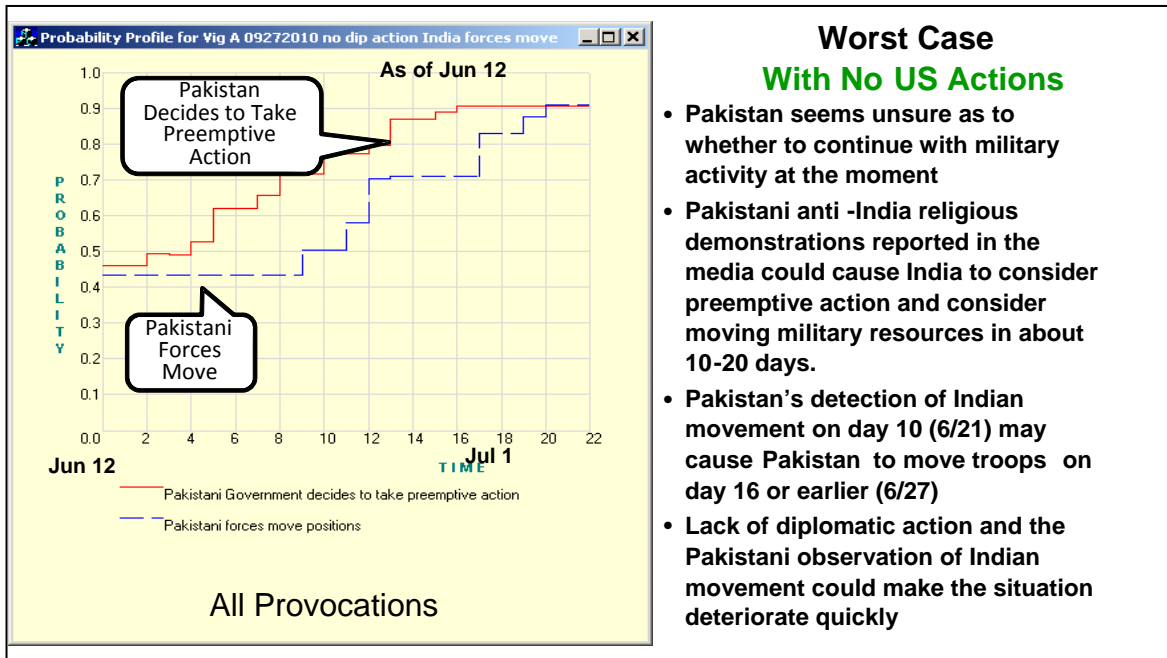 Probability Profile for Vig A 09272010 no dip action India forces move
As of Jun 12
Pakistan
Decides to Take
Preemptive
Action
Pakistani
Forces
Move
PROBABILITY
1.0
0.9
0.8
0.7
0.6
0.5
0.4
0.3
0.2
0.1
0.0 2 4 6 8 10 12 14 16 18 20 22
Jun 12
TIME
Jul 1
Pakistani Government decides to take preemptive action
Pakistani forces move positions
All Provocations
Worst Case
With No US Actions
• Pakistan seems unsure as to
whether to continue with military
activity at the moment
• Pakistani anti -India religious
demonstrations reported in the
media could cause India to consider
preemptive action and consider
moving military resources in about
10-20 days.
• Pakistan’s detection of Indian
movement on day 10 (6/21) may
cause Pakistan to move troops on
day 16 or earlier (6/27)
• Lack of diplomatic action and the
Pakistani observation of Indian
movement could make the situation
deteriorate quickly